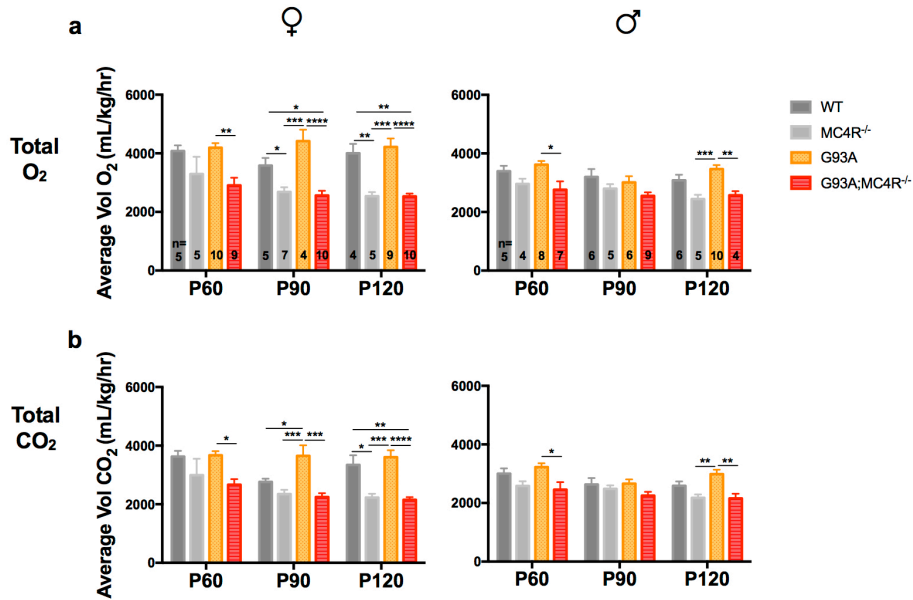 a
♀
♂
Total
O2
Average Vol O2 (mL/kg/hr)
6000
4000
2000
0
**
* *** ****
*
** ** *** ****
n=
5 5 10 9
5 7 4 10
4 5 9 10
P60 P90 P120
6000
4000
2000
0
*
*** **
n=
5 4 8 7
6 5 6 9
6 5 10 4
P60 P90 P120
WT
MC4R-/-
G93A
G93A;MC4R-/-
b
Total
CO2
Average Vol CO2 (mL/kg/hr)
6000
4000
2000
0
*
*
*** ***
**
* *** ****
P60 P90 P120
6000
4000
2000
0
*
** **
P60 P90 P120